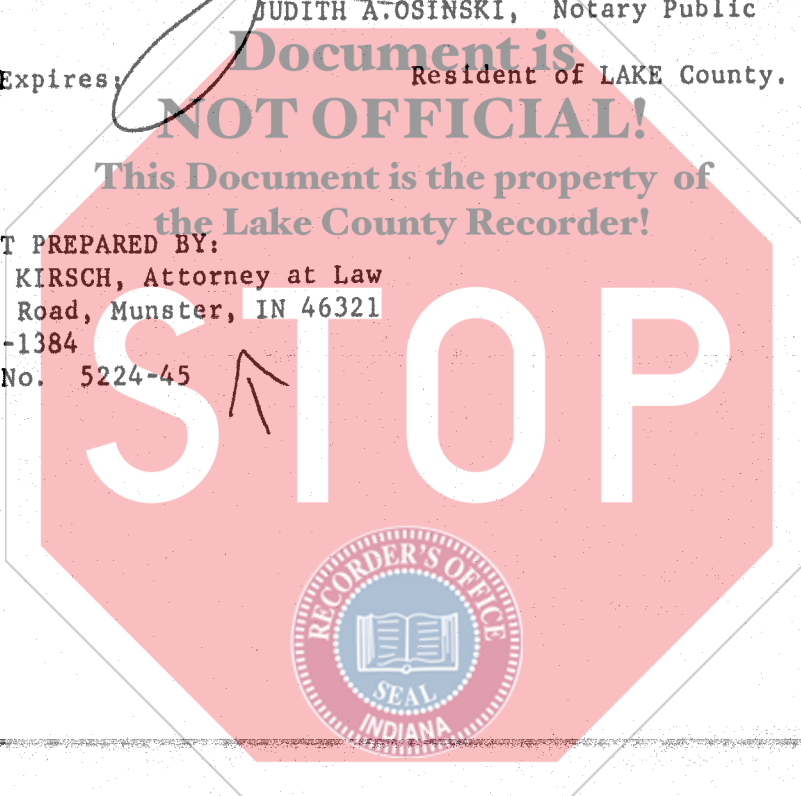 JUDITH A.OSINSKI, Notary Public
Document is
Expires; Resident of LAKE County.
NOT OFFICIAL!
This Document is the property of
the Lake County Recorder!
T PREPARED BY:
KIRSCH, Attorney at Law
Road, Munster, IN 46321
-1384
No. 5224-45
STOP
RECORDER'S OFFICE
SEAL
INDIANA